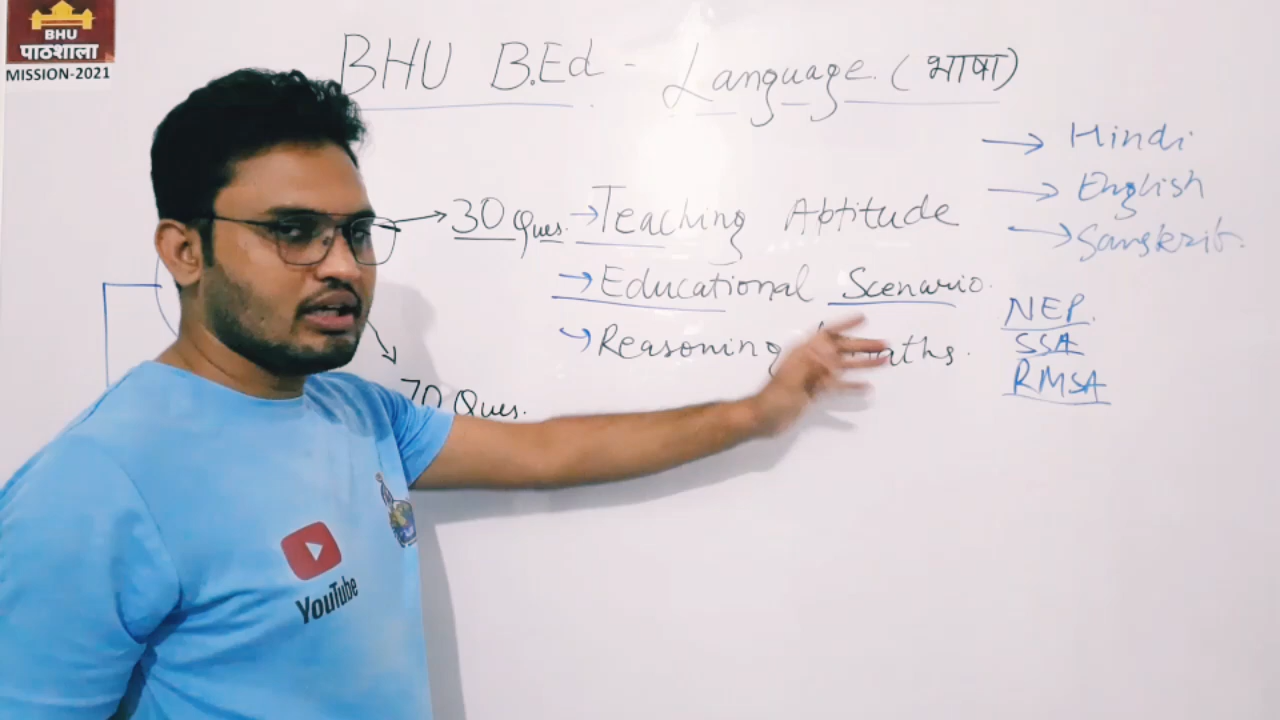 BHU
पाठशाला
MISSION-2021
BHU B.Ed - Language (भाषा)
→ Hindi
→ English
→ Sanskrit
→ 30 Ques. → Teaching Aptitude
→ Educational Scenario.
→ Reasoning
NEP.
SSA
RMSA
70 Ques.
YouTube